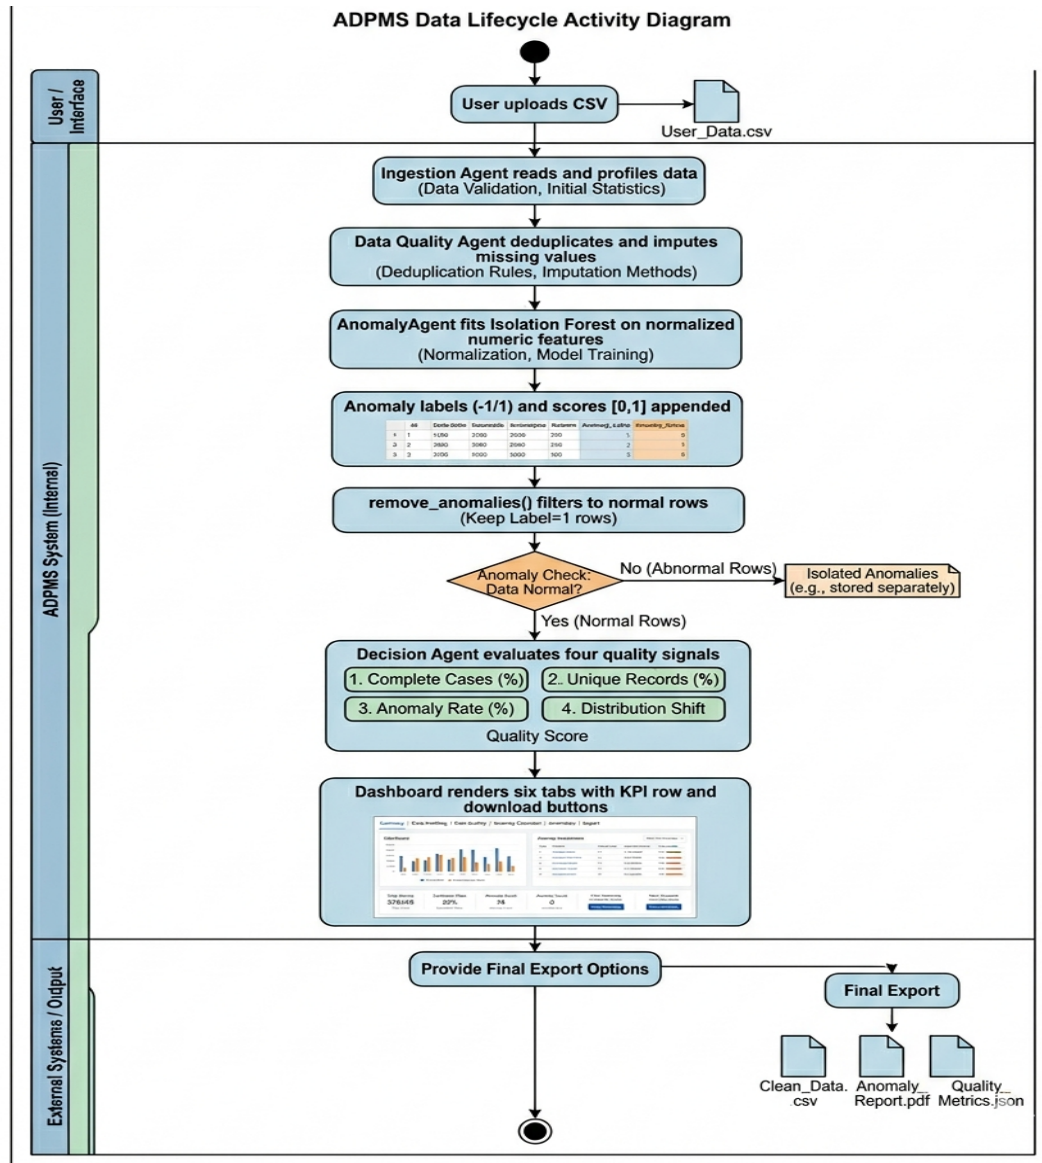 ADPMS Data Lifecycle Activity Diagram
User /
Interface
User uploads CSV
User_Data.csv
ADPMS System (Internal)
Ingestion Agent reads and profiles data
(Data Validation, Initial Statistics)
Data Quality Agent deduplicates and imputes
missing values
(Deduplication Rules, Imputation Methods)
AnomalyAgent fits Isolation Forest on normalized
numeric features
(Normalization, Model Training)
Anomaly labels (-1/1) and scores [0,1] appended
remove_anomalies() filters to normal rows
(Keep Label=1 rows)
Anomaly Check:
Data Normal?
No (Abnormal Rows)
Isolated Anomalies
(e.g., stored separately)
Yes (Normal Rows)
Decision Agent evaluates four quality signals
1. Complete Cases (%)
2.. Unique Records (%)
3. Anomaly Rate (%)
4. Distribution Shift
Quality Score
Dashboard renders six tabs with KPI row and
download buttons
External Systems / Output
Provide Final Export Options
Final Export
Clean_Data.
.csv
Anomaly_
Report.pdf
Quality_
Metrics.json